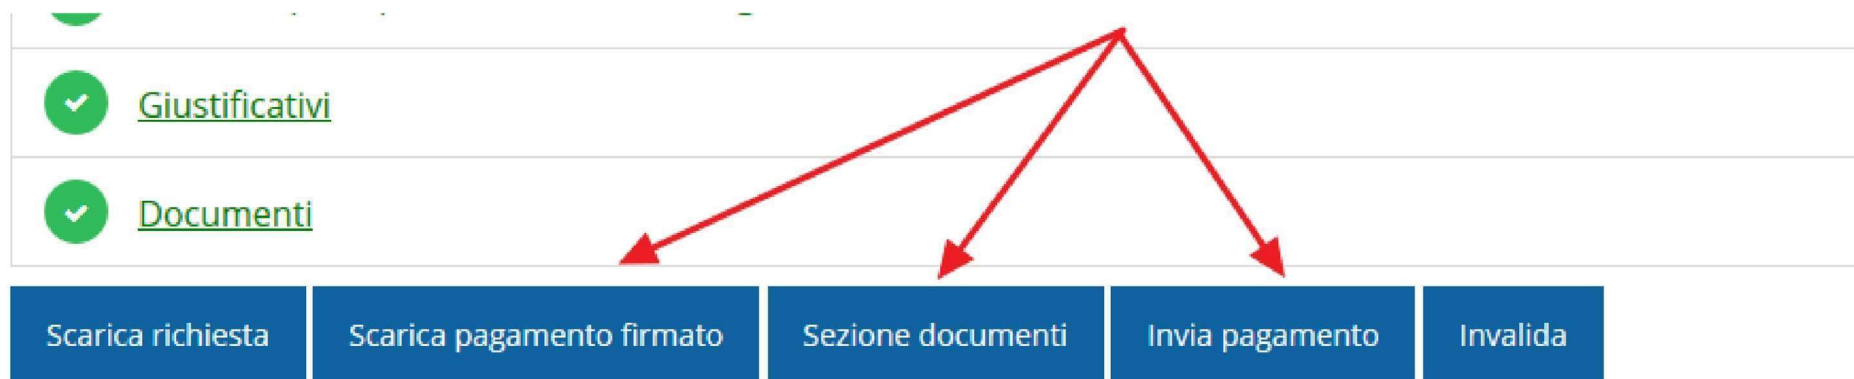 Giustificativi
Documenti
Scarica richiesta Scarica pagamento firmato Sezione documenti Invia pagamento Invalida